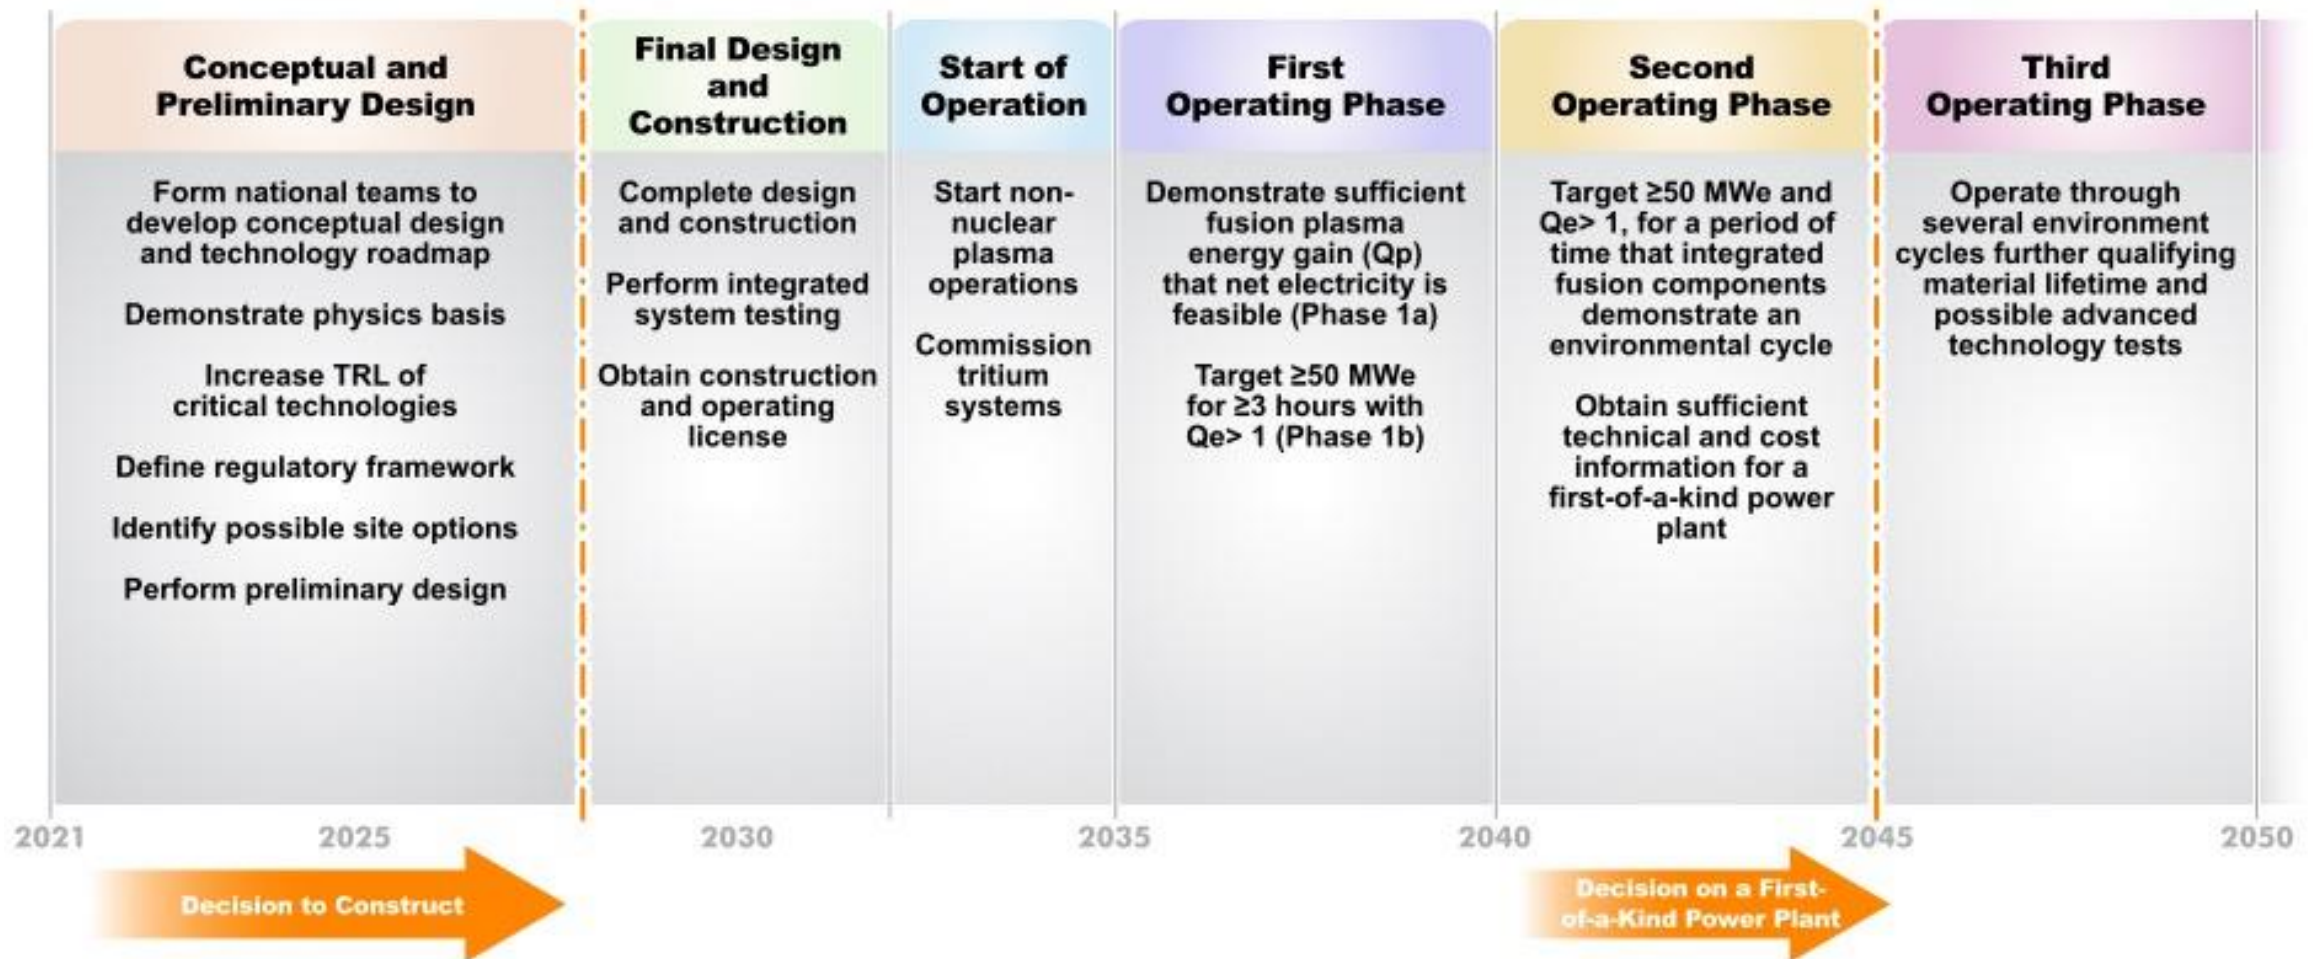 Conceptual and
Preliminary Design
Form national teams to
develop conceptual design
and technology roadmap
Demonstrate physics basis
Increase TRL of
critical technologies
Define regulatory framework
Identify possible site options
Perform preliminary design
Final Design
and
Construction
Complete design
and construction
Perform integrated
system testing
Obtain construction
and operating
license
Start of
Operation
Start non-
nuclear
plasma
operations
Commission
tritium
systems
First
Operating Phase
Demonstrate sufficient
fusion plasma
energy gain (Qp)
that net electricity is
feasible (Phase 1a)
Target ≥50 MWe
for ≥3 hours with
Qe> 1 (Phase 1b)
Second
Operating Phase
Target ≥50 MWe and
Qe> 1, for a period of
time that integrated
fusion components
demonstrate an
environmental cycle
Obtain sufficient
technical and cost
information for a
first-of-a-kind power
plant
Third
Operating Phase
Operate through
several environment
cycles further qualifying
material lifetime and
possible advanced
technology tests
2021 2025 2030 2035 2040 2045 2050
Decision to Construct
Decision on a First-
of-a-Kind Power Plant